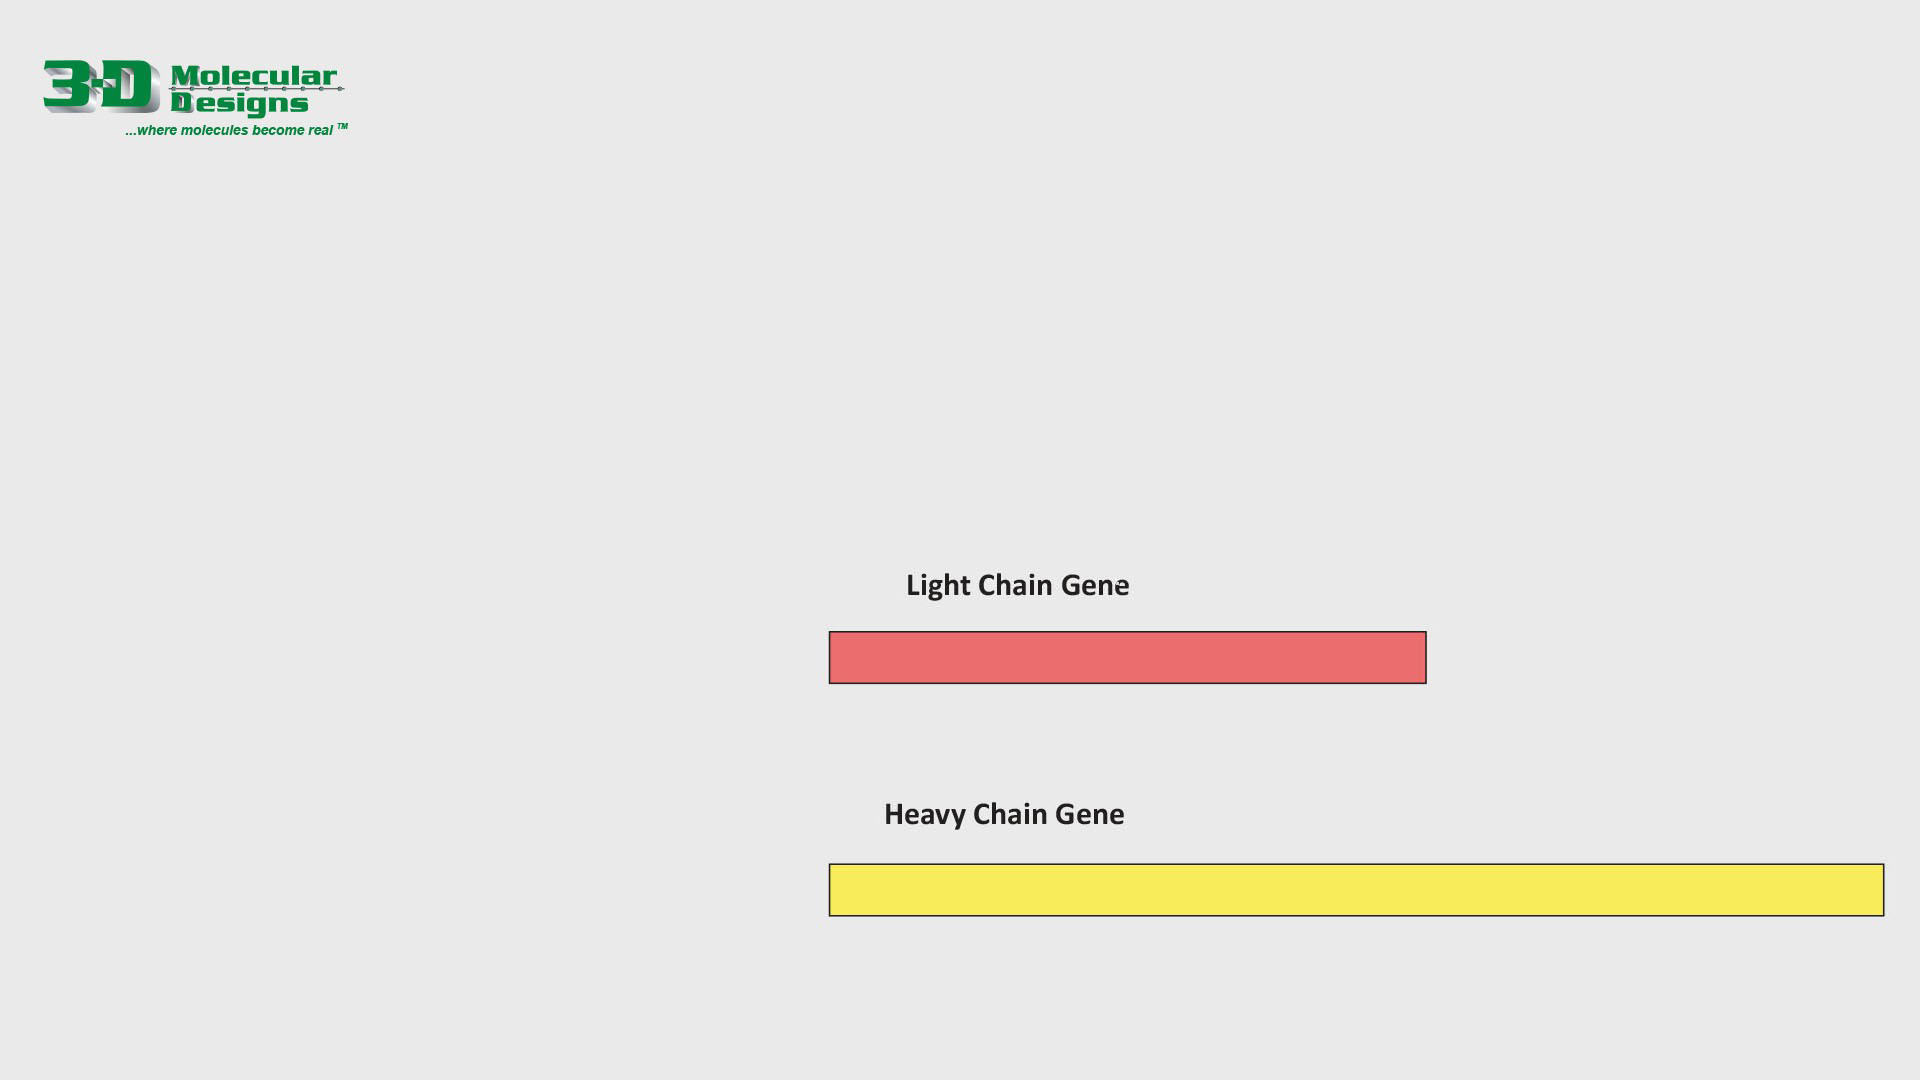 3-D Molecular
Designs
...where molecules become real ™
Light Chain Gene
Heavy Chain Gene